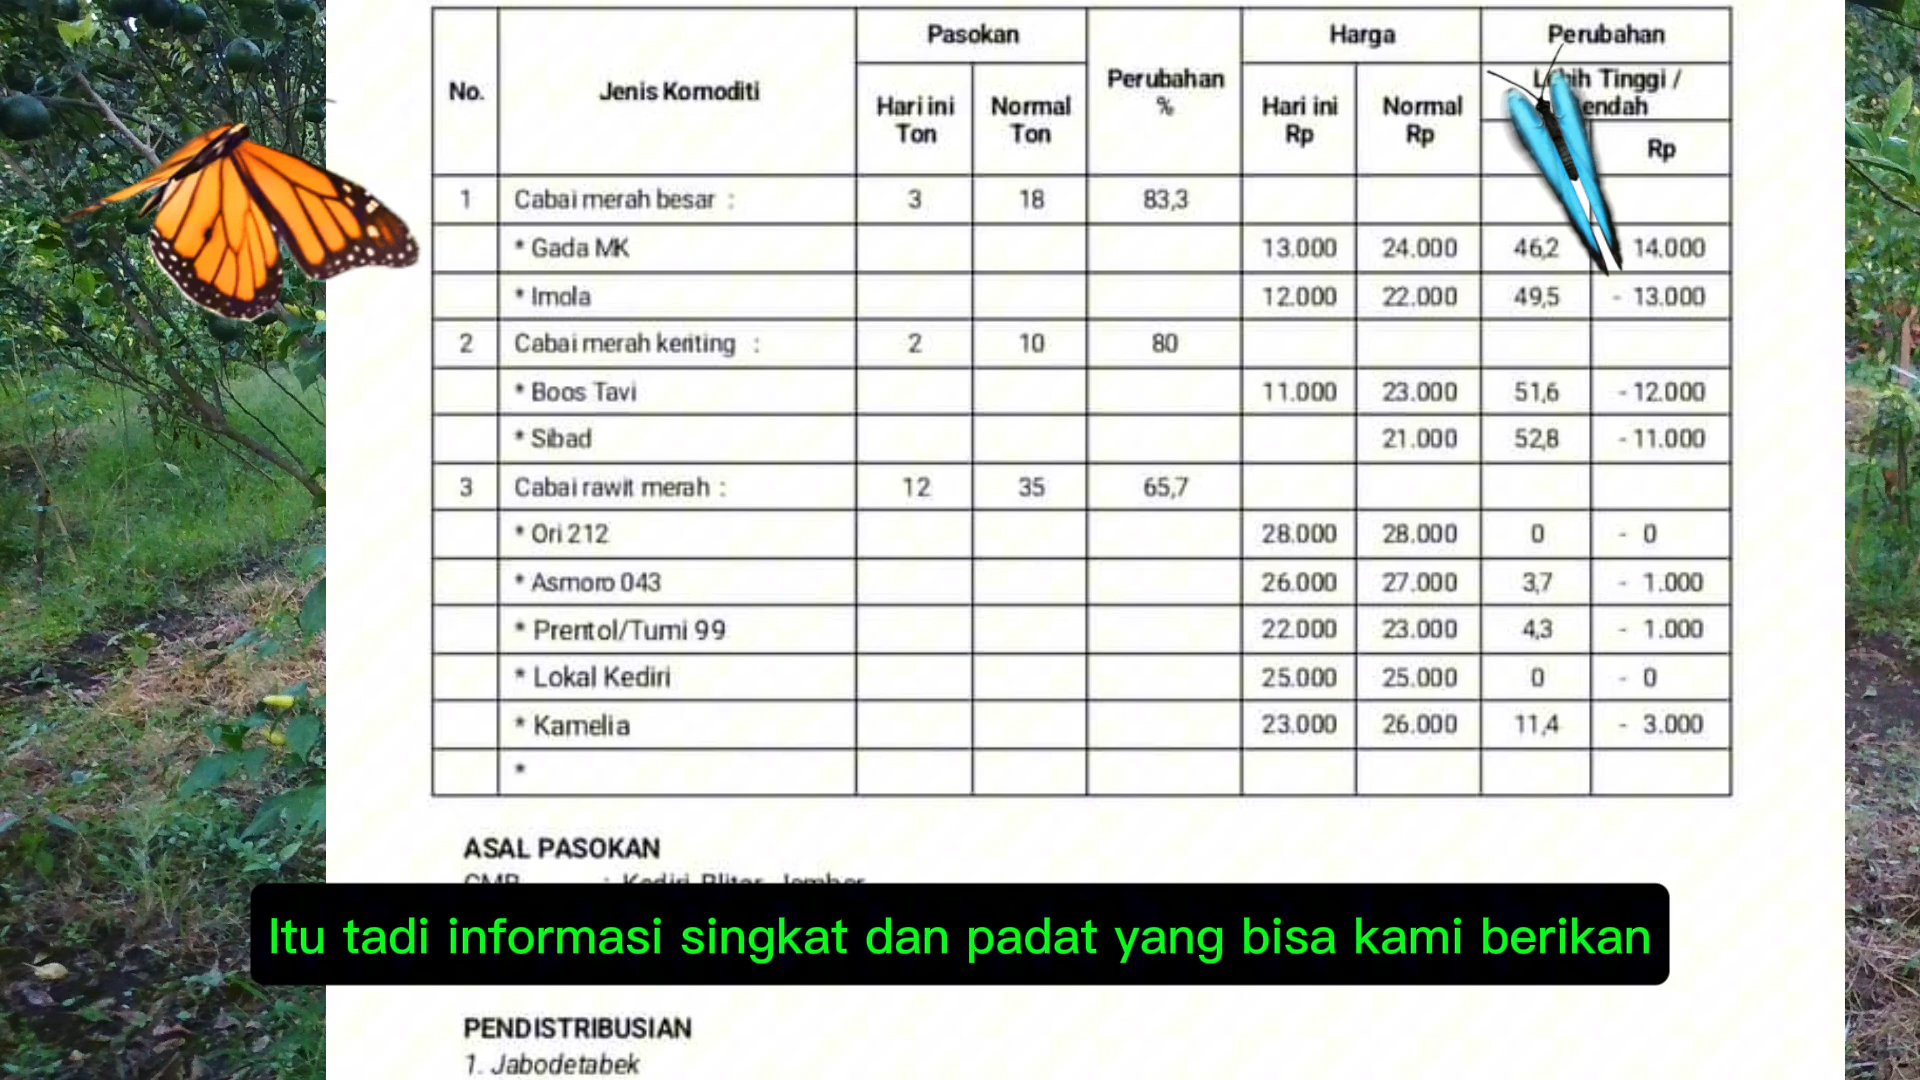 No. Jenis Komoditi Pasokan Perubahan % Harga Perubahan
Hari ini Ton Normal Ton Hari ini Rp Normal Rp Tinggi /
Rp
1 Cabai merah besar : 3 18 83,3
* Gada MK 13.000 24.000 46,2 14.000
* Imola 12.000 22.000 49,5 - 13.000
2 Cabai merah keriting : 2 10 80
* Boos Tavi 11.000 23.000 51,6 - 12.000
* Sibad 21.000 52,8 - 11.000
3 Cabai rawit merah : 12 35 65,7
* Ori 212 28.000 28.000 0 - 0
* Asmoro 043 26.000 27.000 3,7 - 1.000
* Prentol/Tumi 99 22.000 23.000 4,3 - 1.000
* Lokal Kediri 25.000 25.000 0 - 0
* Kamelia 23.000 26.000 11,4 - 3.000
*
ASAL PASOKAN
Itu tadi informasi singkat dan padat yang bisa kami berikan
PENDISTRIBUSIAN
1. Jabodetabek